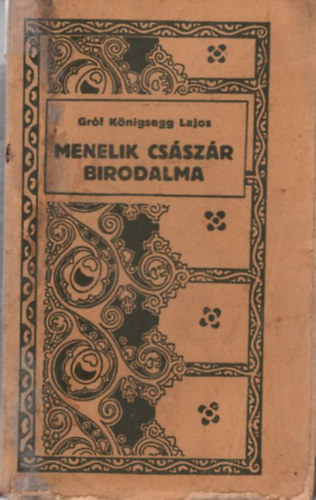 Gróf Königsegg Lajos
MENELIK CSÁSZÁR
BIRODALMA